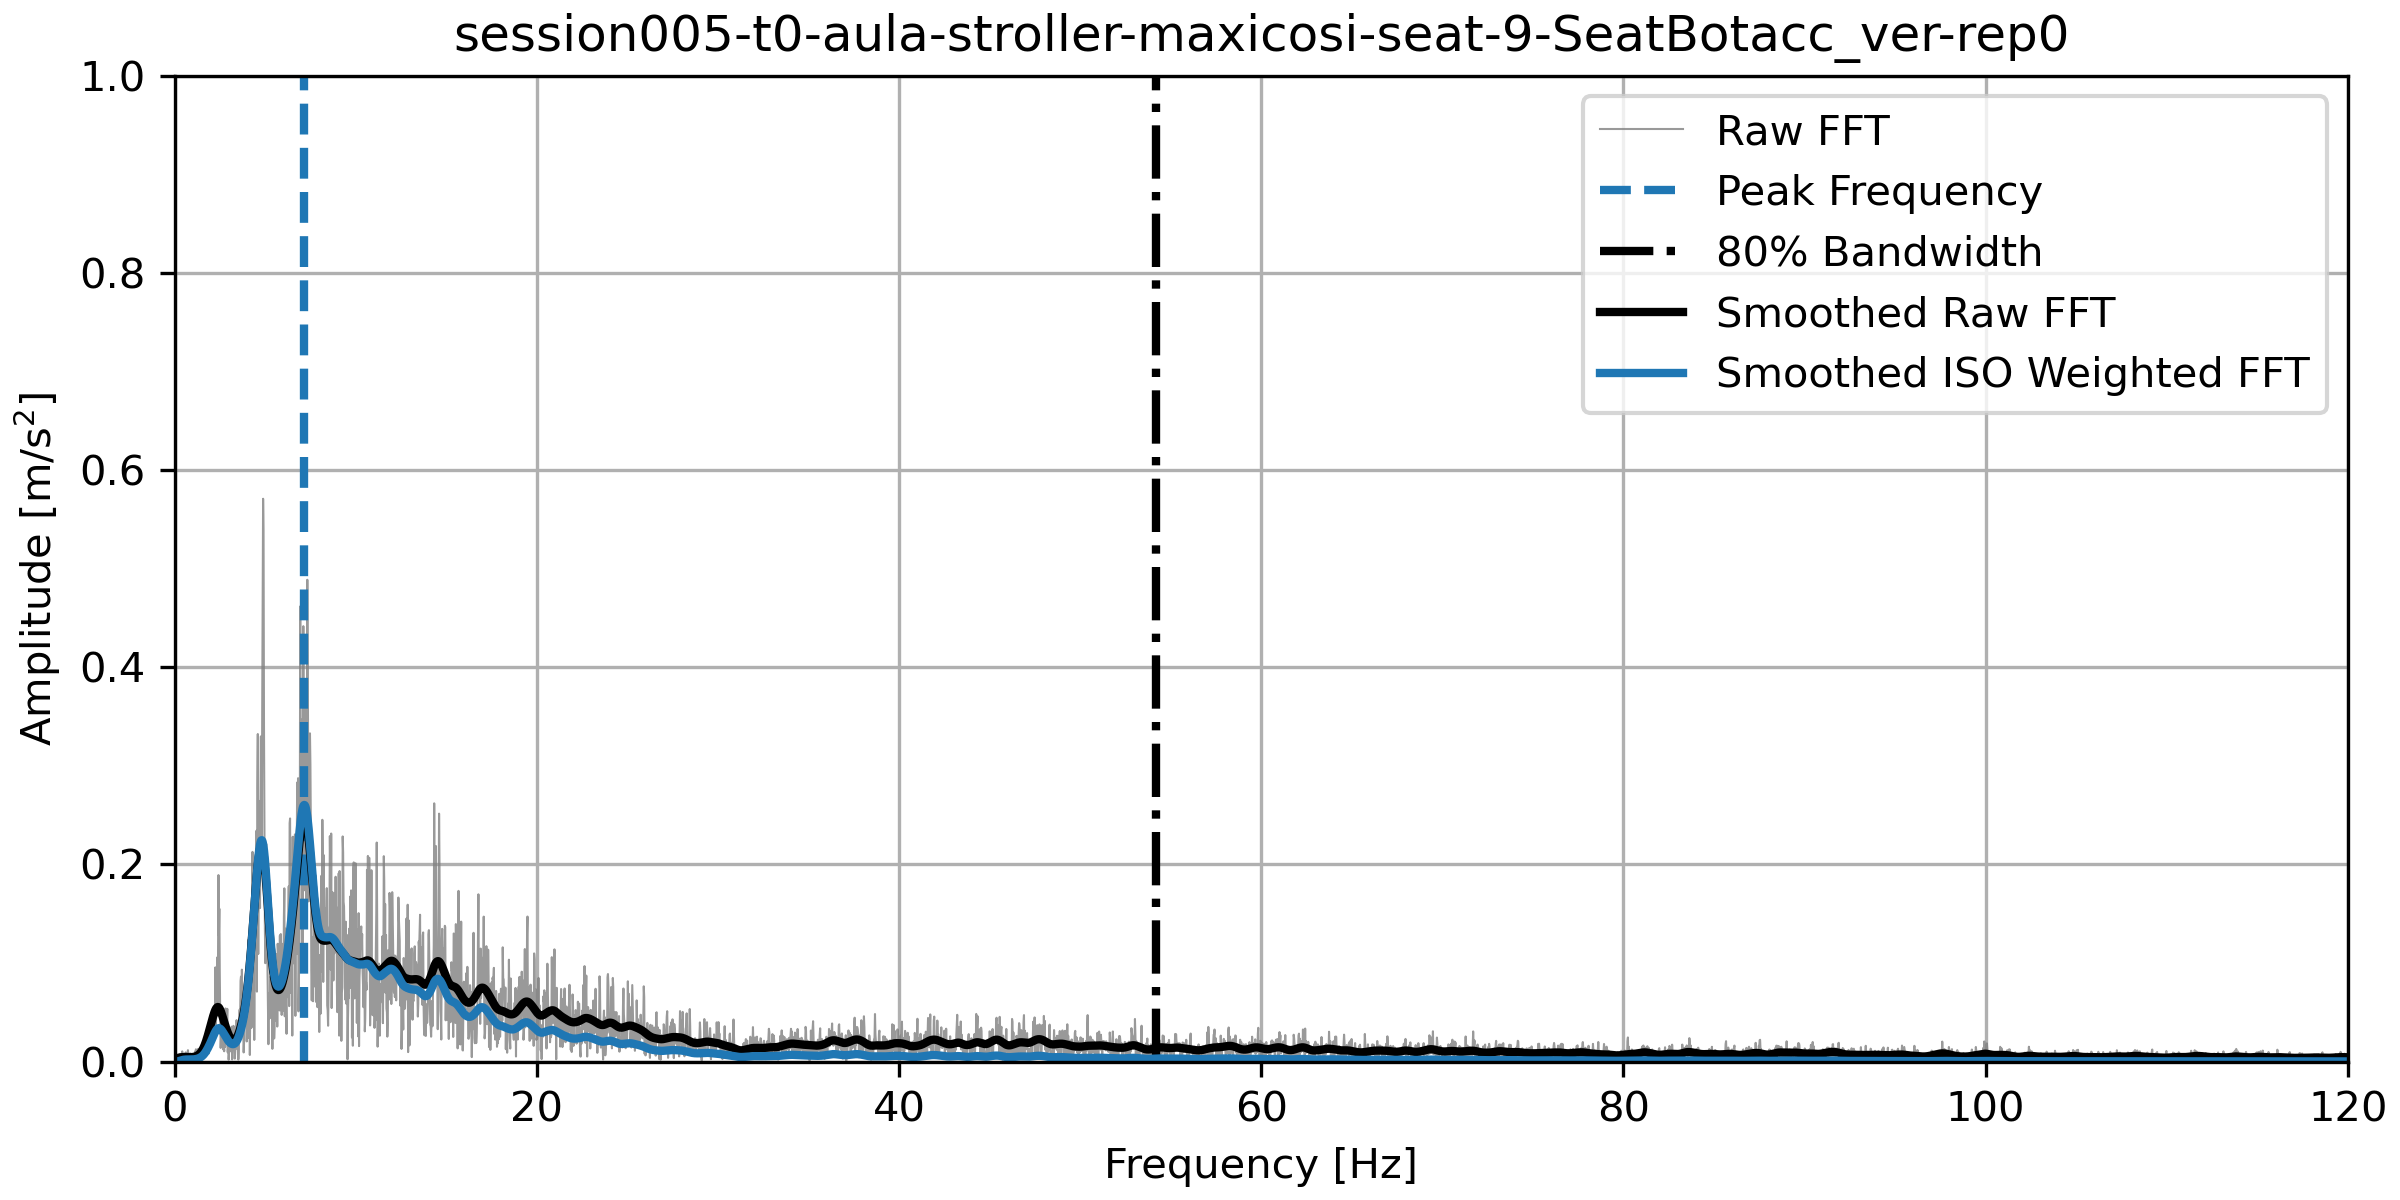 session005-t0-aula-stroller-maxicosi-seat-9-SeatBotacc_ver-rep0
1.0
0.8
0.6
0.4
0.2
0.0
Amplitude [m/s²]
Raw FFT
Peak Frequency
80% Bandwidth
Smoothed Raw FFT
Smoothed ISO Weighted FFT
0 20 40 60 80 100 120
Frequency [Hz]